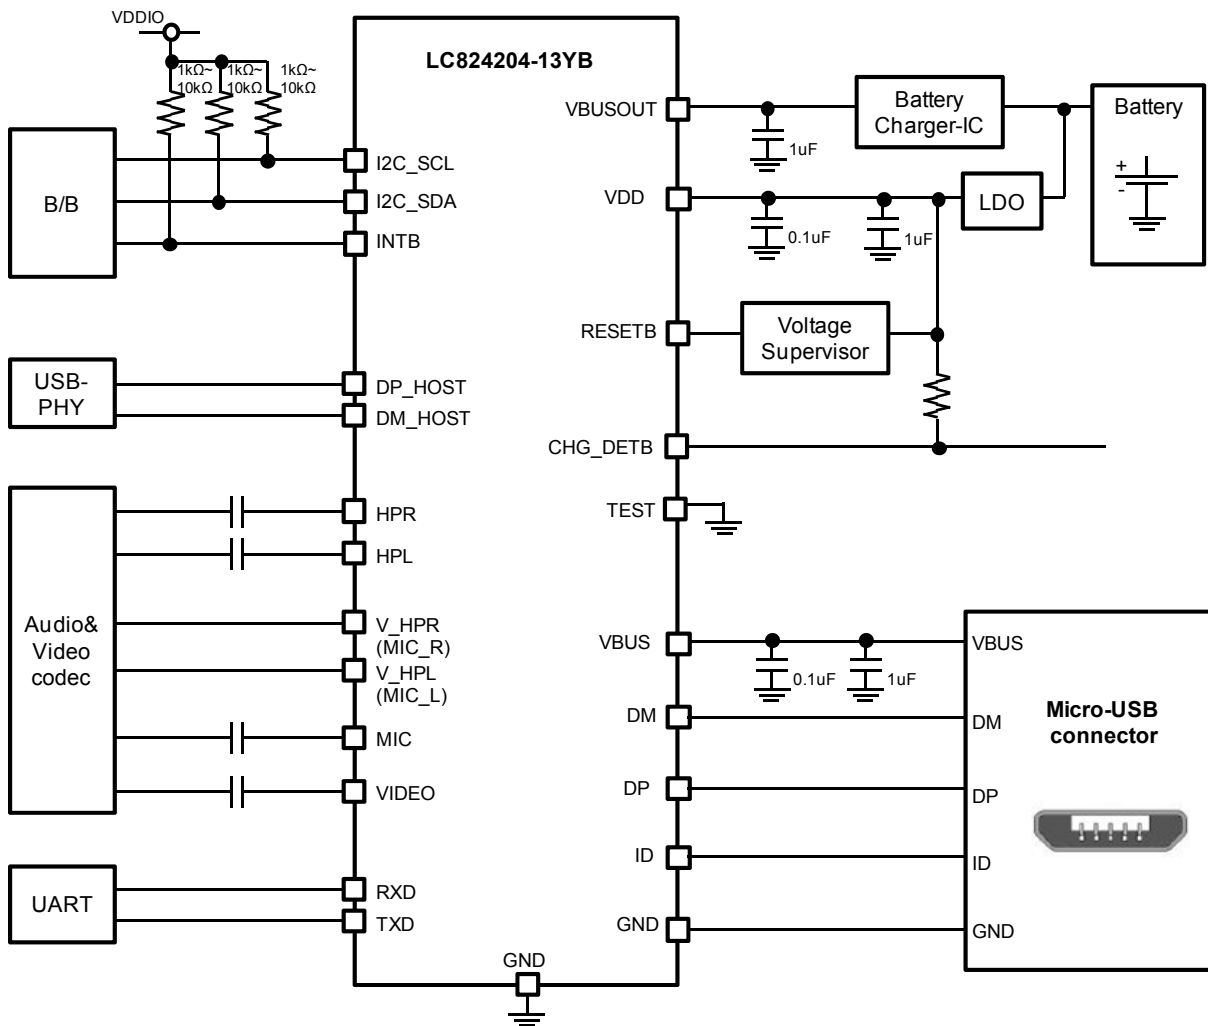 VDDIO
1kΩ~ 1kΩ~ 1kΩ~
10kΩ 10kΩ 10kΩ
LC824204-13YB
B/B
I2C_SCL
I2C_SDA
INTB
USB-
PHY
DP_HOST
DM_HOST
Audio&
Video
codec
HPR
HPL
V_HPR
(MIC_R)
V_HPL
(MIC_L)
MIC
VIDEO
UART
RXD
TXD
GND
VBUSOUT
1uF
Battery
Charger-IC
Battery
+
-
VDD
0.1uF
1uF
LDO
RESETB
Voltage
Supervisor
CHG_DETB
TEST
VBUS
0.1uF
1uF
VBUS
DM
DM
DP
DP
ID
ID
GND
GND
Micro-USB
connector